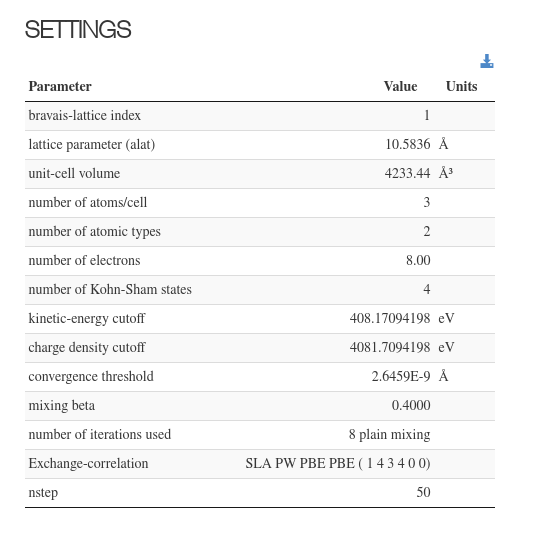 SETTINGS
Parameter Value Units
bravais-lattice index 1
lattice parameter (alat) 10.5836 Å
unit-cell volume 4233.44 Å³
number of atoms/cell 3
number of atomic types 2
number of electrons 8.00
number of Kohn-Sham states 4
kinetic-energy cutoff 408.17094198 eV
charge density cutoff 4081.7094198 eV
convergence threshold 2.6459E-9 Å
mixing beta 0.4000
number of iterations used 8 plain mixing
Exchange-correlation SLA PW PBE PBE ( 1 4 3 4 0 0)
nstep 50